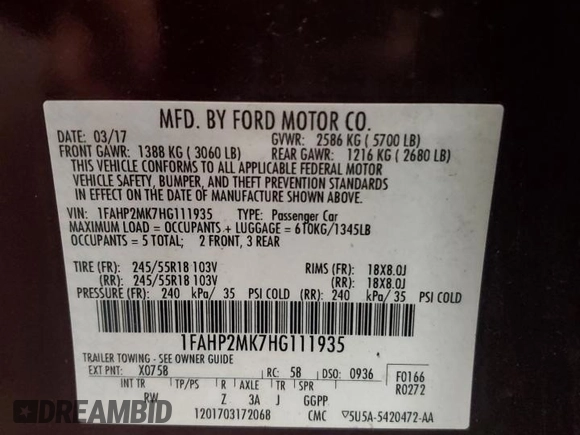 MFD. BY FORD MOTOR CO.
DATE: 03/17 GVWR: 2586 KG (5700 LB)
FRONT GAWR: 1388 KG (3060 LB) REAR GAWR: 1216 KG (2680 LB)
THIS VEHICLE CONFORMS TO ALL APPLICABLE FEDERAL MOTOR
VEHICLE SAFETY, BUMPER, AND THEFT PREVENTION STANDARDS
IN EFFECT ON THE DATE OF MANUFACTURE SHOWN ABOVE.
VIN: 1FAHP2MK7HG111935 TYPE: Passenger Car
MAXIMUM LOAD = OCCUPANTS + LUGGAGE = 610KG/1345LB
OCCUPANTS = 5 TOTAL; 2 FRONT, 3 REAR
TIRE (FR): 245/55R18 103V RIMS (FR): 18X8.0J
(RR): 245/55R18 103V (RR): 18X8.0J
PRESSURE (FR): 240 kPa/ 35 PSI COLD (RR): 240 kPa/ 35 PSI COLD
1FAHP2MK7HG111935
TRAILER TOWING - SEE OWNER GUIDE
EXT PNT: X0758 RC: 5B DSO: 0936 F0166
R0272
INT TR TP/PS R AXLE TR SPR
RW Z 3A J GGPP
1201703172068 CMC ▽5U5A-5420472-AA
DREAMBID